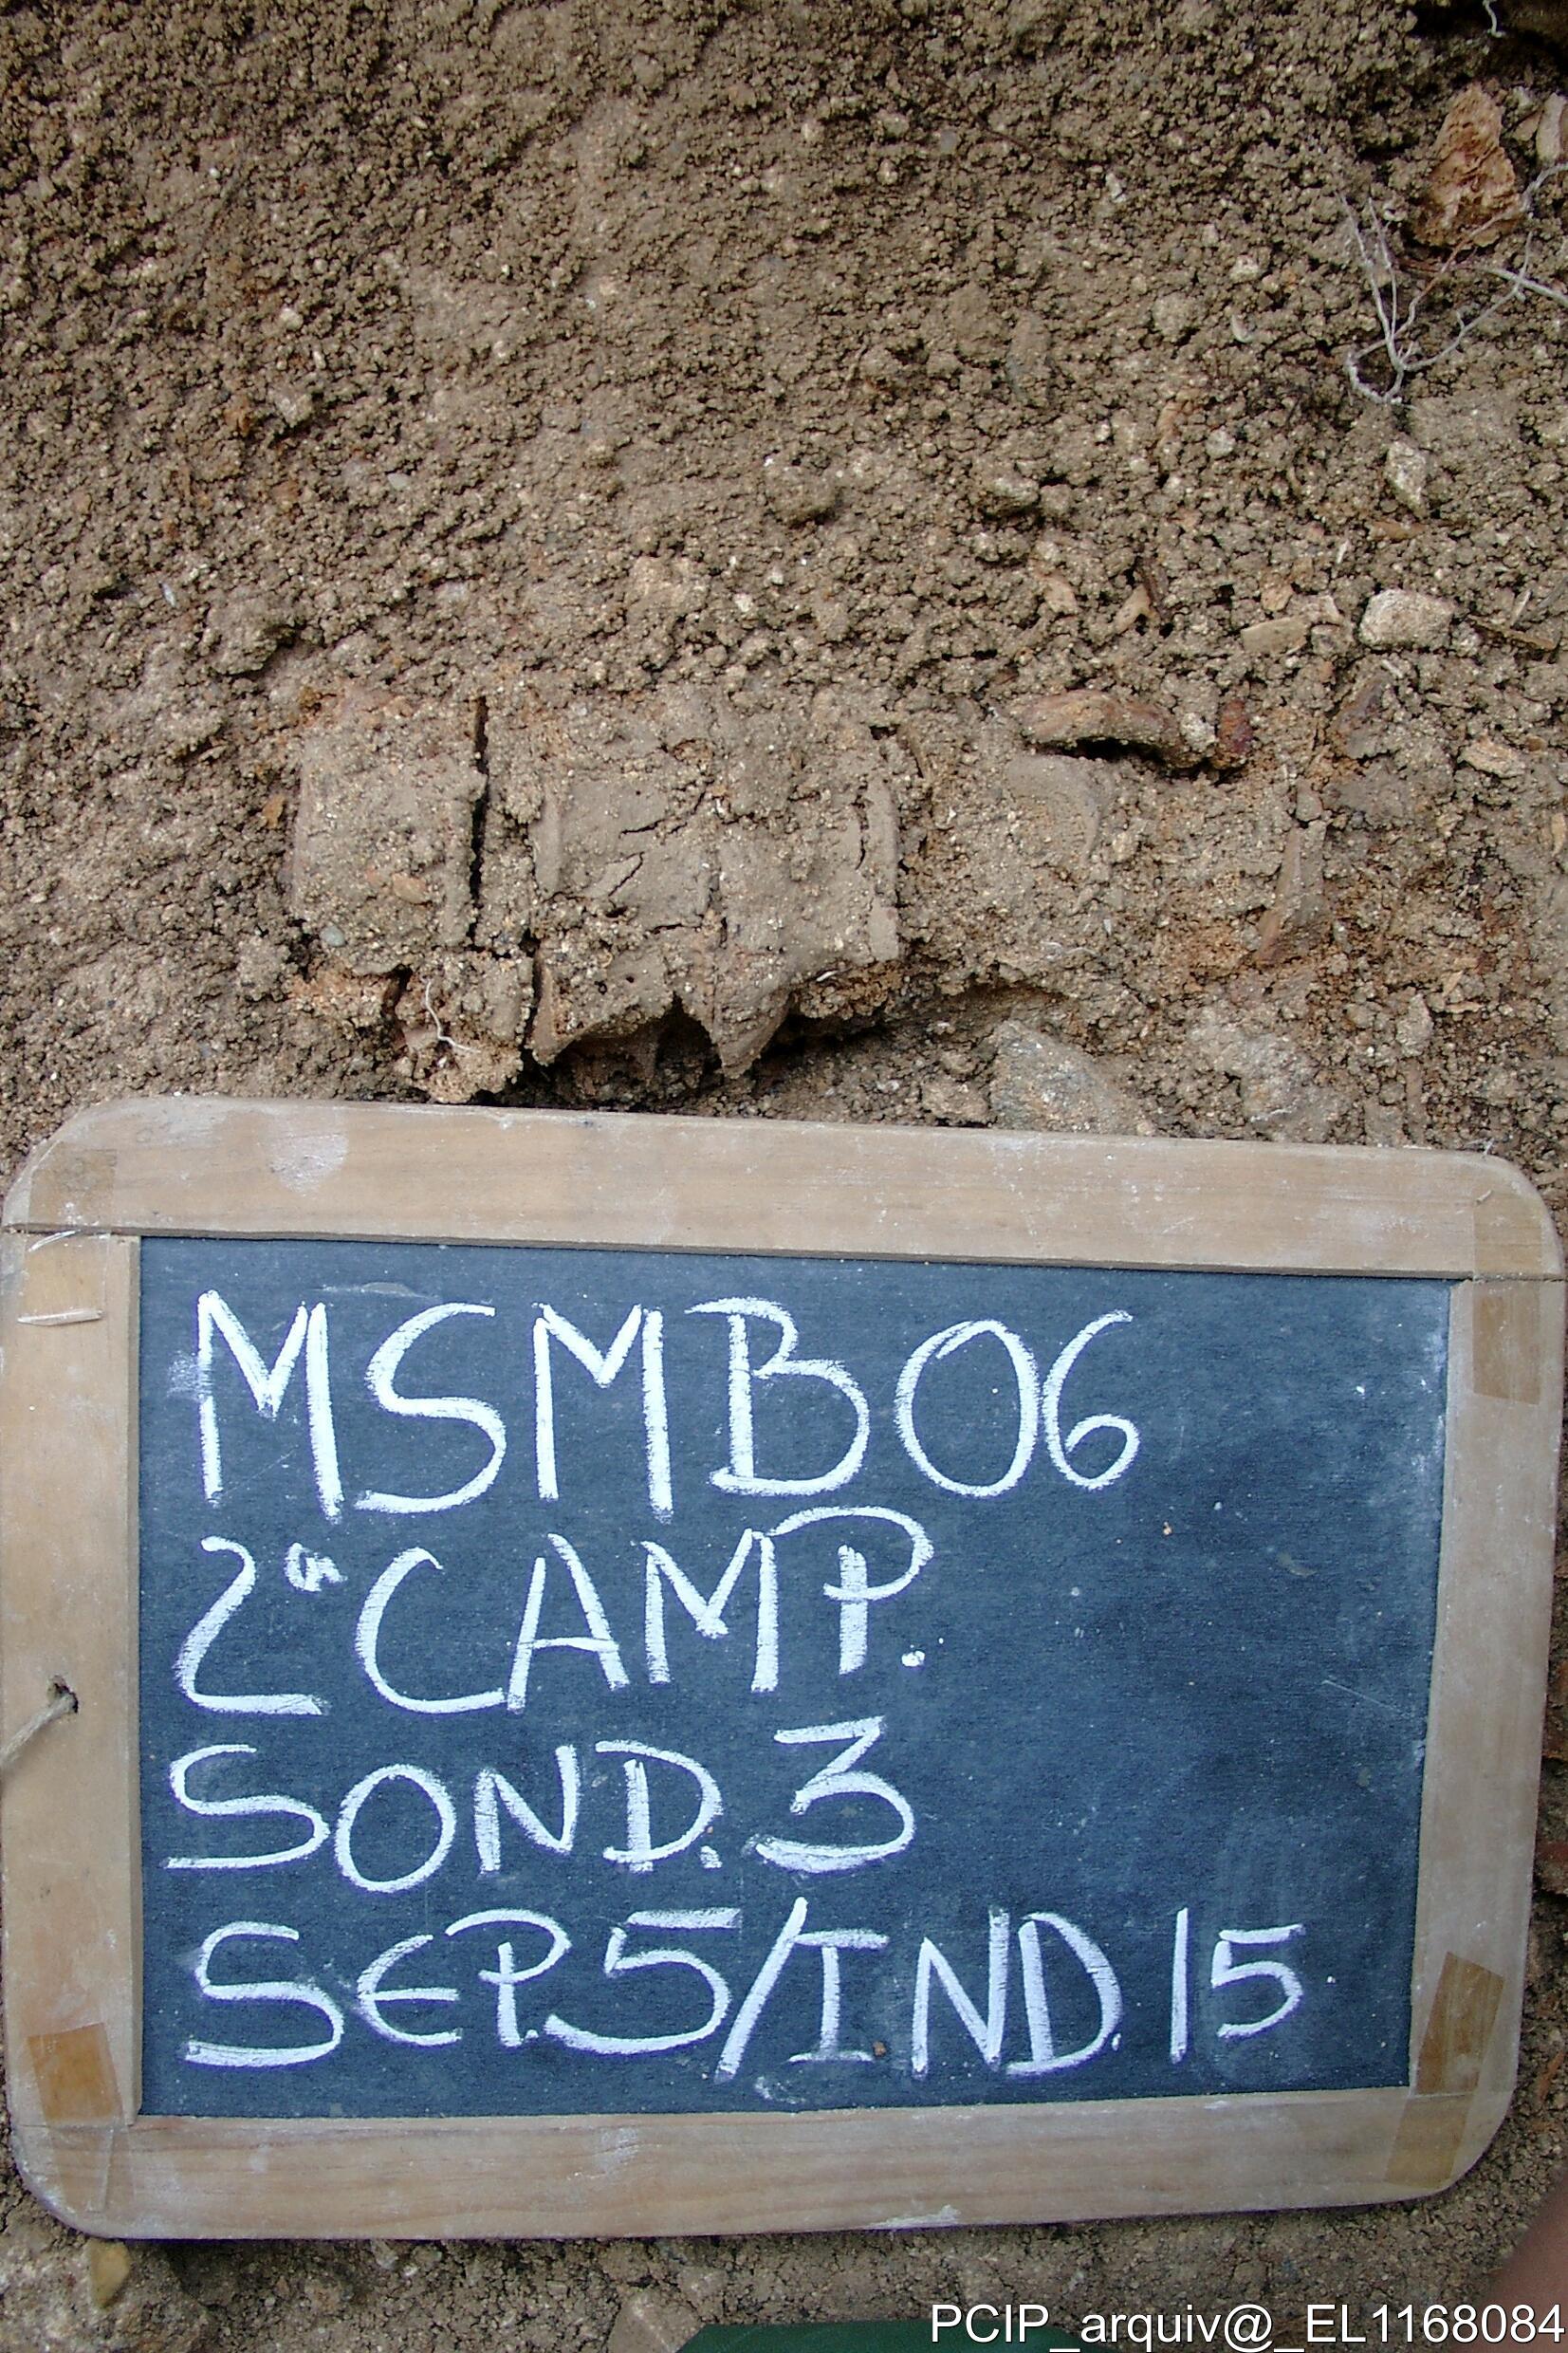 MSMB06
2ª CAMP.
SOND. 3
SEP.5/IND. 15
PCIP_arquiv@_EL1168084